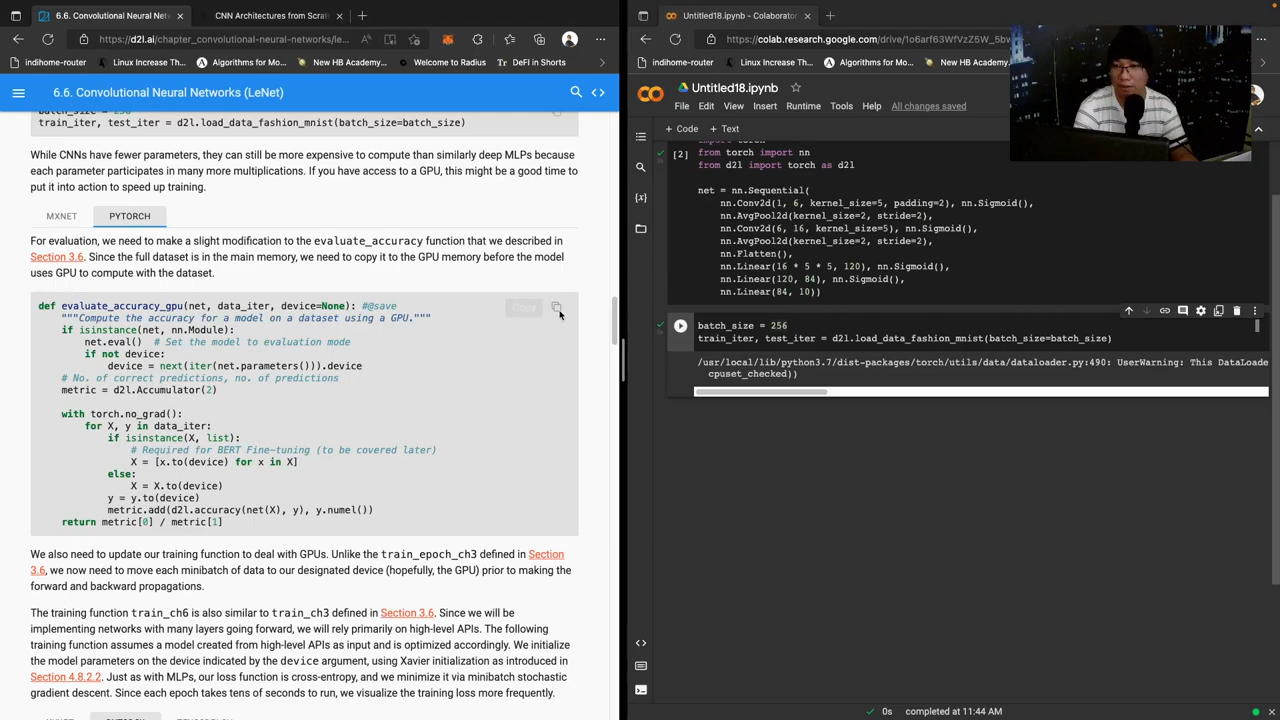 6.6. Convolutional Neural Netw
CNN Architectures from Scrat
https://d2l.ai/chapter_convolutional-neural-networks/le...
indihome-router
Linux Increase Th...
Algorithms for Mo...
New HB Academy...
Welcome to Radius
DeFI in Shorts
6.6. Convolutional Neural Networks (LeNet)
train_iter, test_iter = d2l.load_data_fashion_mnist(batch_size=batch_size)
While CNNs have fewer parameters, they can still be more expensive to compute than similarly deep MLPs because
each parameter participates in many more multiplications. If you have access to a GPU, this might be a good time to
put it into action to speed up training.
MXNET
PYTORCH
For evaluation, we need to make a slight modification to the evaluate_accuracy function that we described in
Section 3.6. Since the full dataset is in the main memory, we need to copy it to the GPU memory before the model
uses GPU to compute with the dataset.
Copy
def evaluate_accuracy_gpu(net, data_iter, device=None): #@save
"""Compute the accuracy for a model on a dataset using a GPU."""
if isinstance(net, nn.Module):
net.eval() # Set the model to evaluation mode
if not device:
device = next(iter(net.parameters())).device
# No. of correct predictions, no. of predictions
metric = d2l.Accumulator(2)
with torch.no_grad():
for X, y in data_iter:
if isinstance(X, list):
# Required for BERT Fine-tuning (to be covered later)
X = [x.to(device) for x in X]
else:
X = X.to(device)
y = y.to(device)
metric.add(d2l.accuracy(net(X), y), y.numel())
return metric[0] / metric[1]
We also need to update our training function to deal with GPUs. Unlike the train_epoch_ch3 defined in Section
3.6, we now need to move each minibatch of data to our designated device (hopefully, the GPU) prior to making the
forward and backward propagations.
The training function train_ch6 is also similar to train_ch3 defined in Section 3.6. Since we will be
implementing networks with many layers going forward, we will rely primarily on high-level APIs. The following
training function assumes a model created from high-level APIs as input and is optimized accordingly. We initialize
the model parameters on the device indicated by the device argument, using Xavier initialization as introduced in
Section 4.8.2.2. Just as with MLPs, our loss function is cross-entropy, and we minimize it via minibatch stochastic
gradient descent. Since each epoch takes tens of seconds to run, we visualize the training loss more frequently.
Untitled18.ipynb - Colaborator
https://colab.research.google.com/drive/1o6arf63WfVzZ5W_5bv
indihome-router
Linux Increase Th...
Algorithms for Mo...
New HB Academy...
Untitled18.ipynb
File Edit View Insert Runtime Tools Help All changes saved
+ Code + Text
import torch
[2] from torch import nn
from d2l import torch as d2l
net = nn.Sequential(
nn.Conv2d(1, 6, kernel_size=5, padding=2), nn.Sigmoid(),
nn.AvgPool2d(kernel_size=2, stride=2),
nn.Conv2d(6, 16, kernel_size=5), nn.Sigmoid(),
nn.AvgPool2d(kernel_size=2, stride=2),
nn.Flatten(),
nn.Linear(16 * 5 * 5, 120), nn.Sigmoid(),
nn.Linear(120, 84), nn.Sigmoid(),
nn.Linear(84, 10))
batch_size = 256
train_iter, test_iter = d2l.load_data_fashion_mnist(batch_size=batch_size)
/usr/local/lib/python3.7/dist-packages/torch/utils/data/dataloader.py:490: UserWarning: This DataLoade
cpuset_checked))
0s completed at 11:44 AM